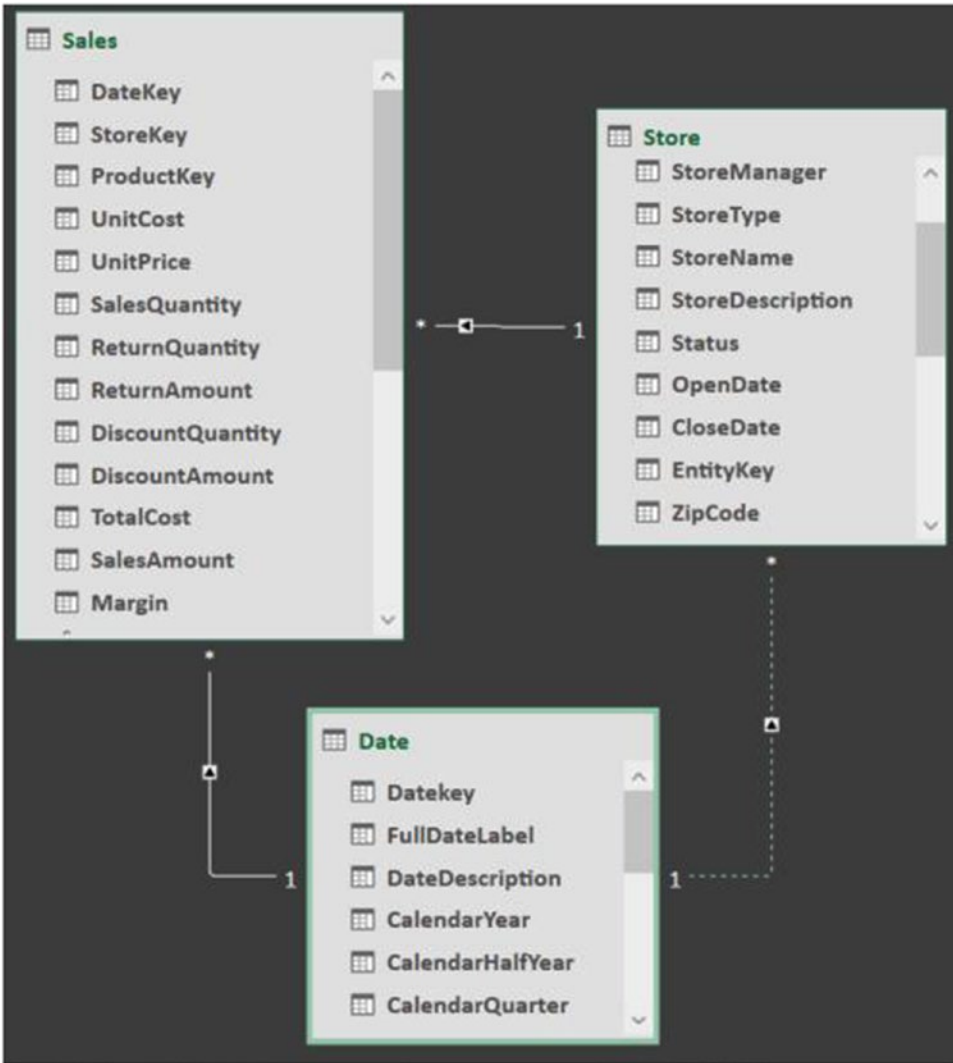 Sales
DateKey
StoreKey
ProductKey
UnitCost
UnitPrice
SalesQuantity
ReturnQuantity
ReturnAmount
DiscountQuantity
DiscountAmount
TotalCost
SalesAmount
Margin
*
1
Store
StoreManager
StoreType
StoreName
StoreDescription
Status
OpenDate
CloseDate
EntityKey
ZipCode
*
*
Date
Datekey
FullDateLabel
DateDescription
CalendarYear
CalendarHalfYear
CalendarQuarter
1
1